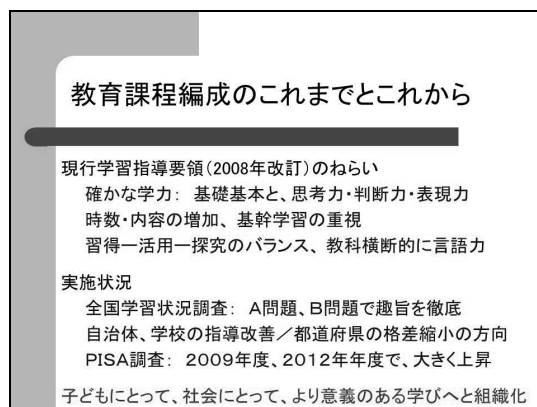 教育課程編成のこれまでとこれから
現行学習指導要領(2008年改訂)のねらい
確かな学力: 基礎基本と、思考力・判断力・表現力
時数・内容の増加、基幹学習の重視
習得―活用―探究のバランス、教科横断的に言語力
実施状況
全国学習状況調査: A問題、B問題で趣旨を徹底
自治体、学校の指導改善/都道府県の格差縮小の方向
PISA調査: 2009年度、2012年年度で、大きく上昇
子どもにとって、社会にとって、より意義のある学びへと組織化